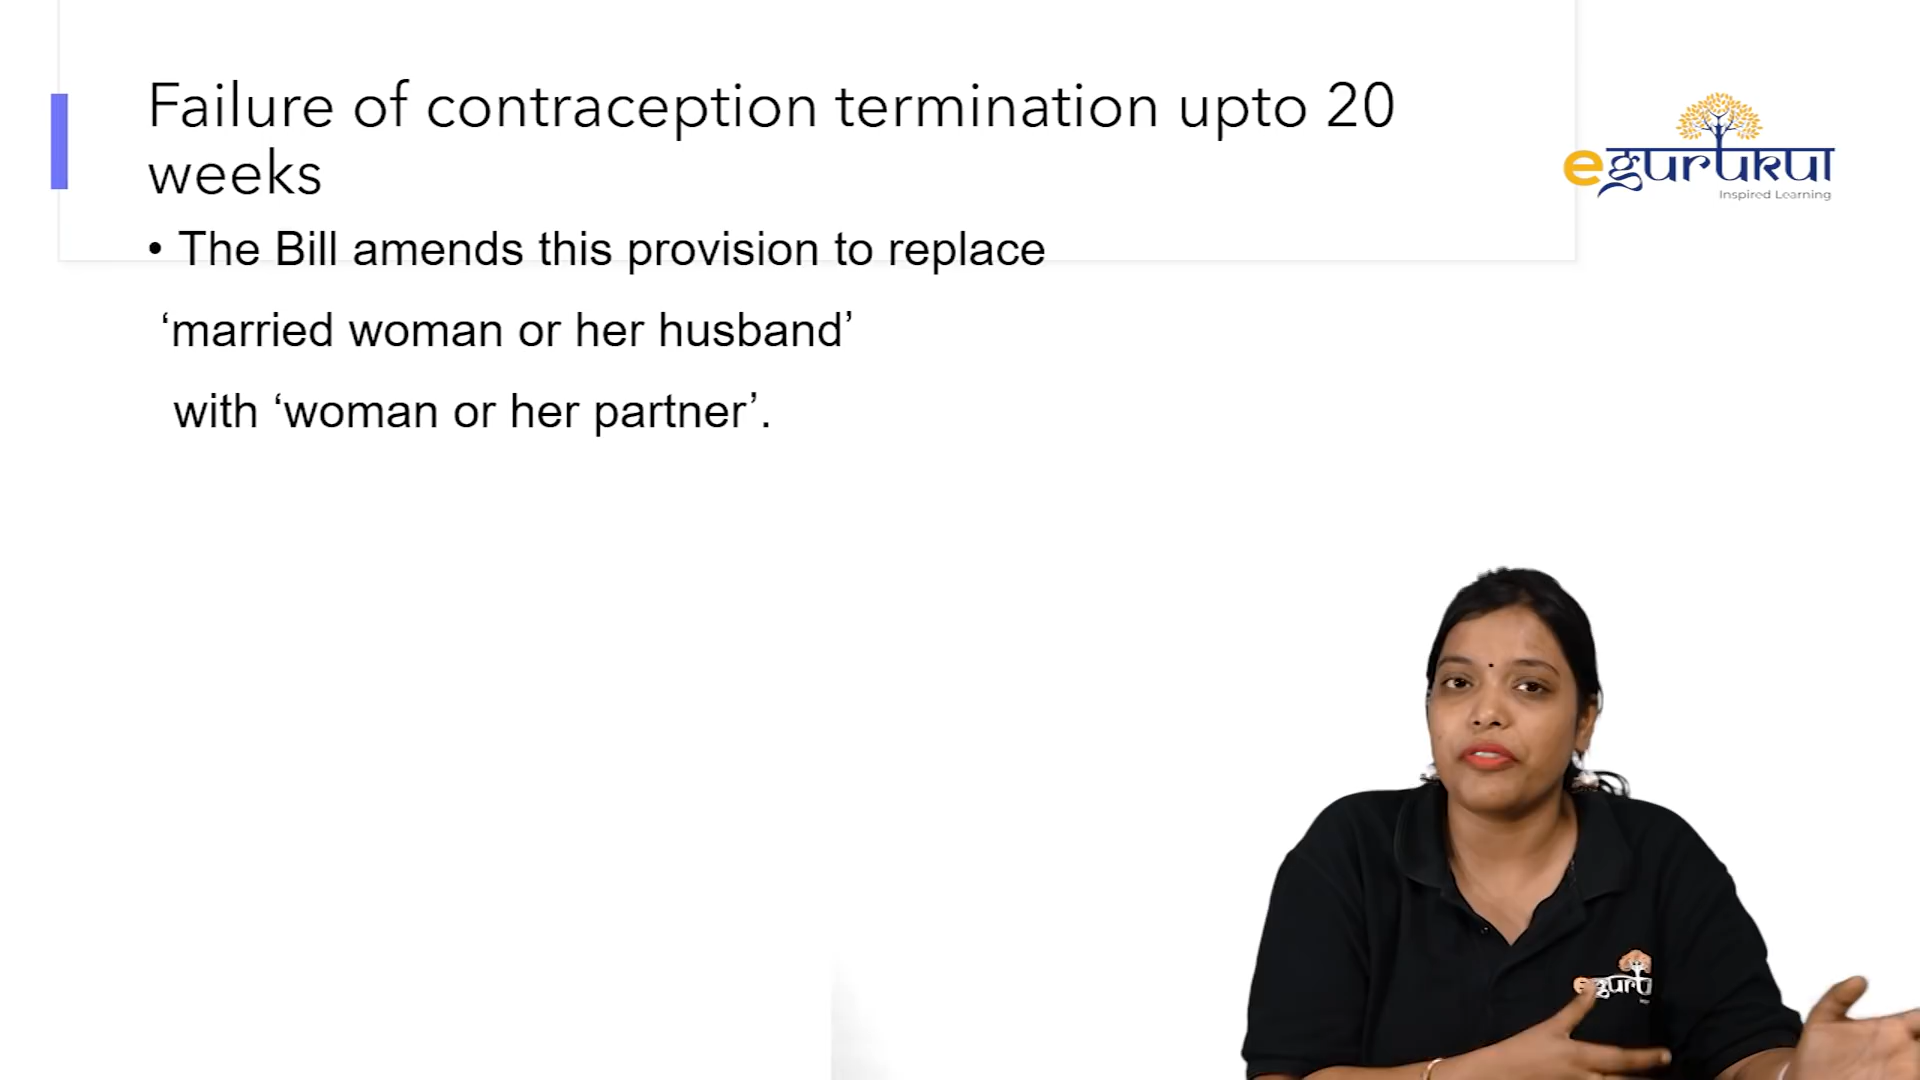 Failure of contraception termination upto 20
weeks
• The Bill amends this provision to replace
‘married woman or her husband’
with ‘woman or her partner’.
egurukul
Inspired Learning
eguru